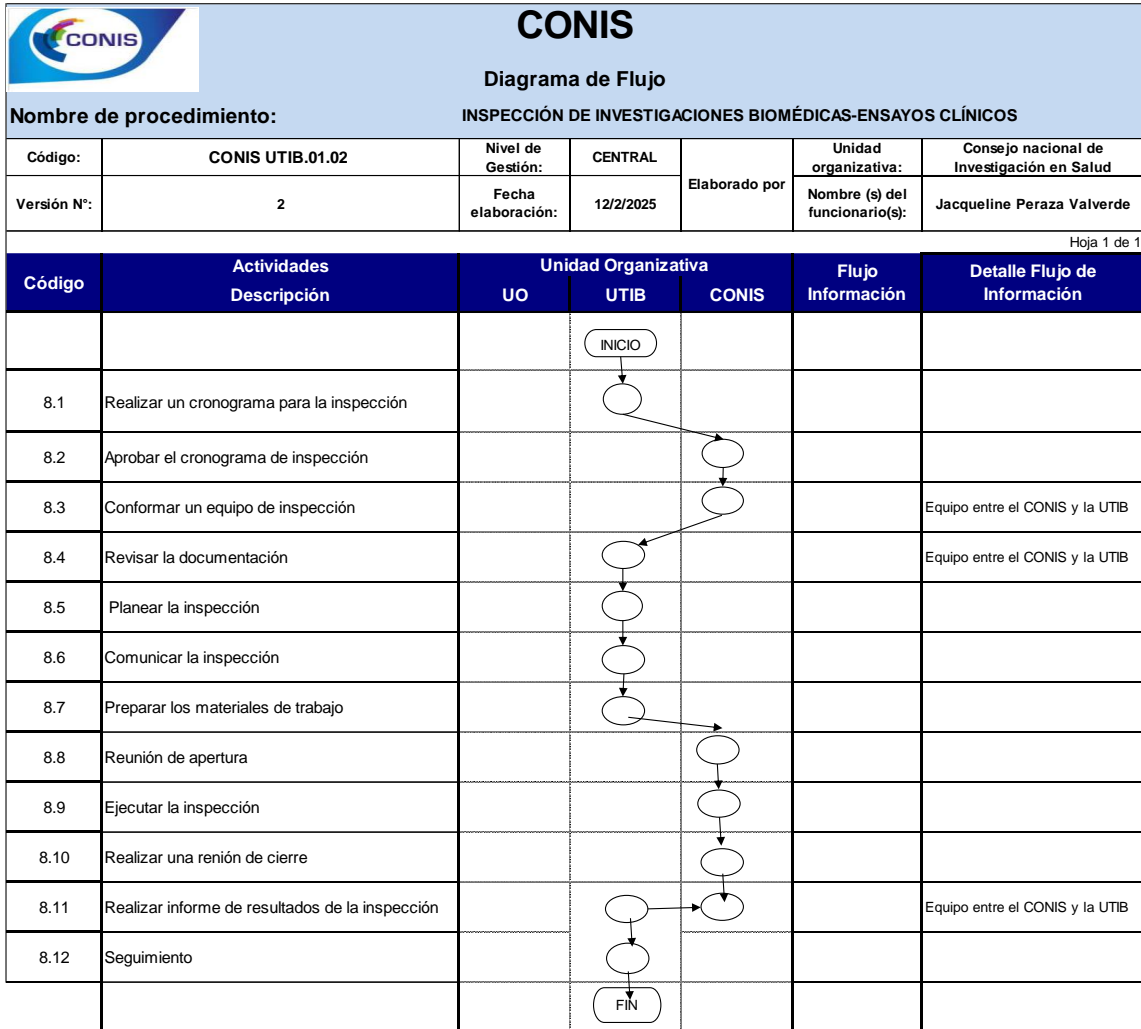 CONIS
CONIS
Diagrama de Flujo
Nombre de procedimiento: INSPECCIÓN DE INVESTIGACIONES BIOMÉDICAS-ENSAYOS CLÍNICOS
Código: CONIS UTIB.01.02 Nivel de Gestión: CENTRAL Elaborado por Unidad organizativa: Consejo nacional de Investigación en Salud
Versión N°: 2 Fecha elaboración: 12/2/2025 Nombre (s) del funcionario(s): Jacqueline Peraza Valverde
Hoja 1 de 1
Código Actividades Unidad Organizativa Flujo Información Detalle Flujo de Información
Descripción UO UTIB CONIS
INICIO
8.1 Realizar un cronograma para la inspección
8.2 Aprobar el cronograma de inspección
8.3 Conformar un equipo de inspección Equipo entre el CONIS y la UTIB
8.4 Revisar la documentación Equipo entre el CONIS y la UTIB
8.5 Planear la inspección
8.6 Comunicar la inspección
8.7 Preparar los materiales de trabajo
8.8 Reunión de apertura
8.9 Ejecutar la inspección
8.10 Realizar una renión de cierre
8.11 Realizar informe de resultados de la inspección Equipo entre el CONIS y la UTIB
8.12 Seguimiento
FIN